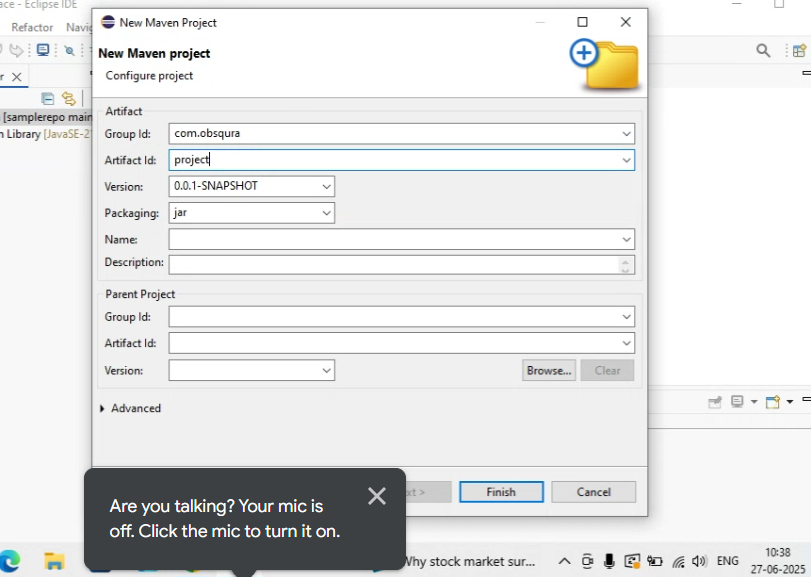 ace - Eclipse IDE
New Maven Project
Refactor
New Maven project
Configure project
[samplerepo main
Library [JavaSE-2
Artifact
Group Id: com.obsqura
Artifact Id: project
Version: 0.0.1-SNAPSHOT
Packaging: jar
Name:
Description:
Parent Project
Group Id:
Artifact Id:
Version:
Browse...
Clear
Advanced
Finish
Cancel
Are you talking? Your mic is
off. Click the mic to turn it on.
Why stock market sur...
ENG
10:38
27-06-2025